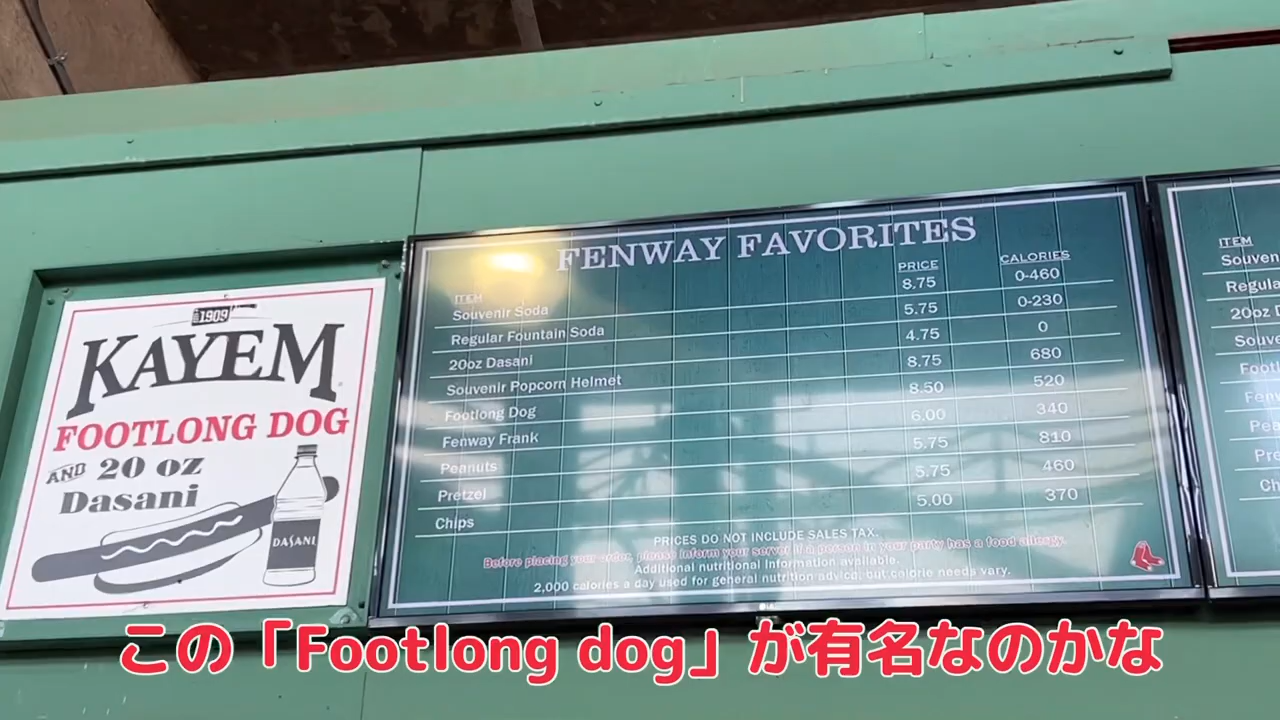 1909
KAYEM
FOOTLONG DOG
AND 20 oz
Dasani
DASANI
FENWAY FAVORITES
ITEM PRICE CALORIES
Souvenir Soda 8.75 0-460
Regular Fountain Soda 5.75 0-230
20oz Dasani 4.75 0
Souvenir Popcorn Helmet 8.75 680
Footlong Dog 8.50 520
Fenway Frank 6.00 340
Peanuts 5.75 810
Pretzel 5.75 460
Chips 5.00 370
PRICES DO NOT INCLUDE SALES TAX.
Before placing your order, please inform your server if a person in your party has a food allergy.
Additional nutritional information available.
2,000 calories a day used for general nutrition advice, but calorie needs vary.
ITEM
Souven
Regula
20oz D
Souve
Footl
Fenw
Pea
Pre
Ch
この「Footlong dog」が有名なのかな